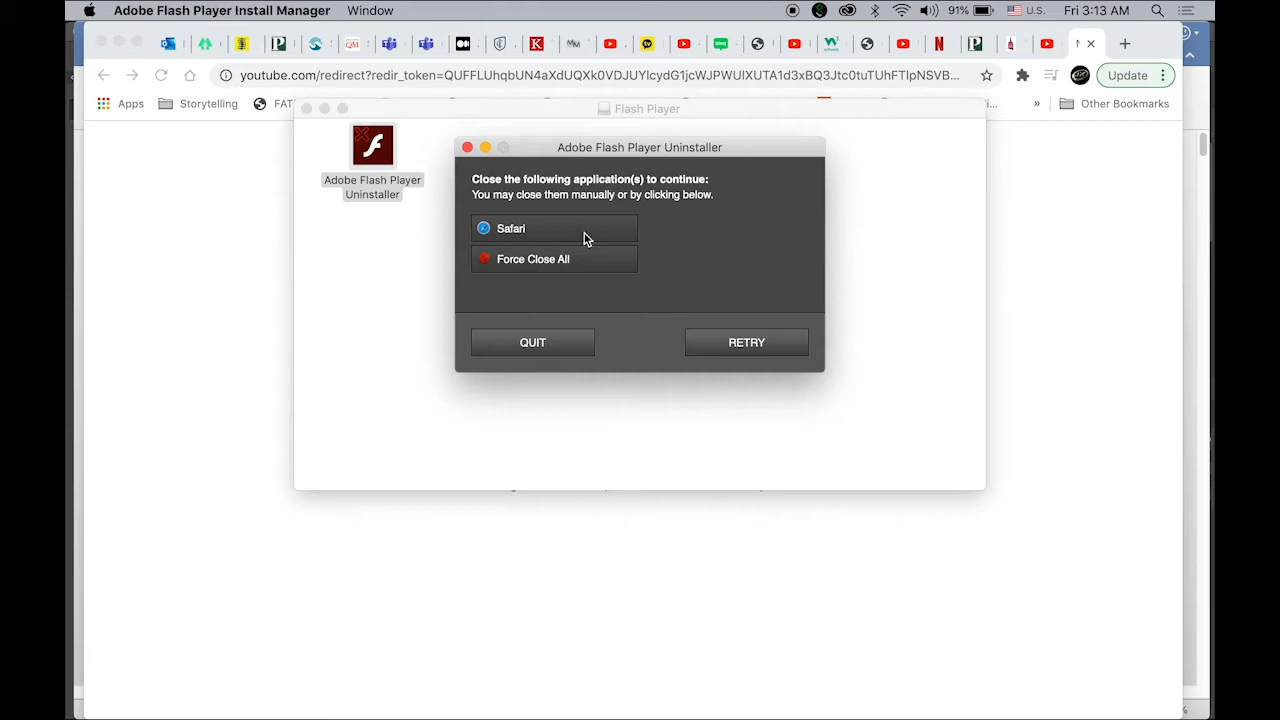 Adobe Flash Player Install Manager Window 91% U.S. Fri 3:13 AM
youtube.com/redirect?redir_token=QUFFLUhqbUN4aXdUQXk0VDJUYlcydG1jcWJPWUlXUTA1d3xBQ3Jtc0tuTUhFTlpNSVB... Update
Apps Storytelling FAT i... » Other Bookmarks
Flash Player
Adobe Flash Player
Uninstaller
Adobe Flash Player Uninstaller
Close the following application(s) to continue:
You may close them manually or by clicking below.
Safari
Force Close All
QUIT RETRY